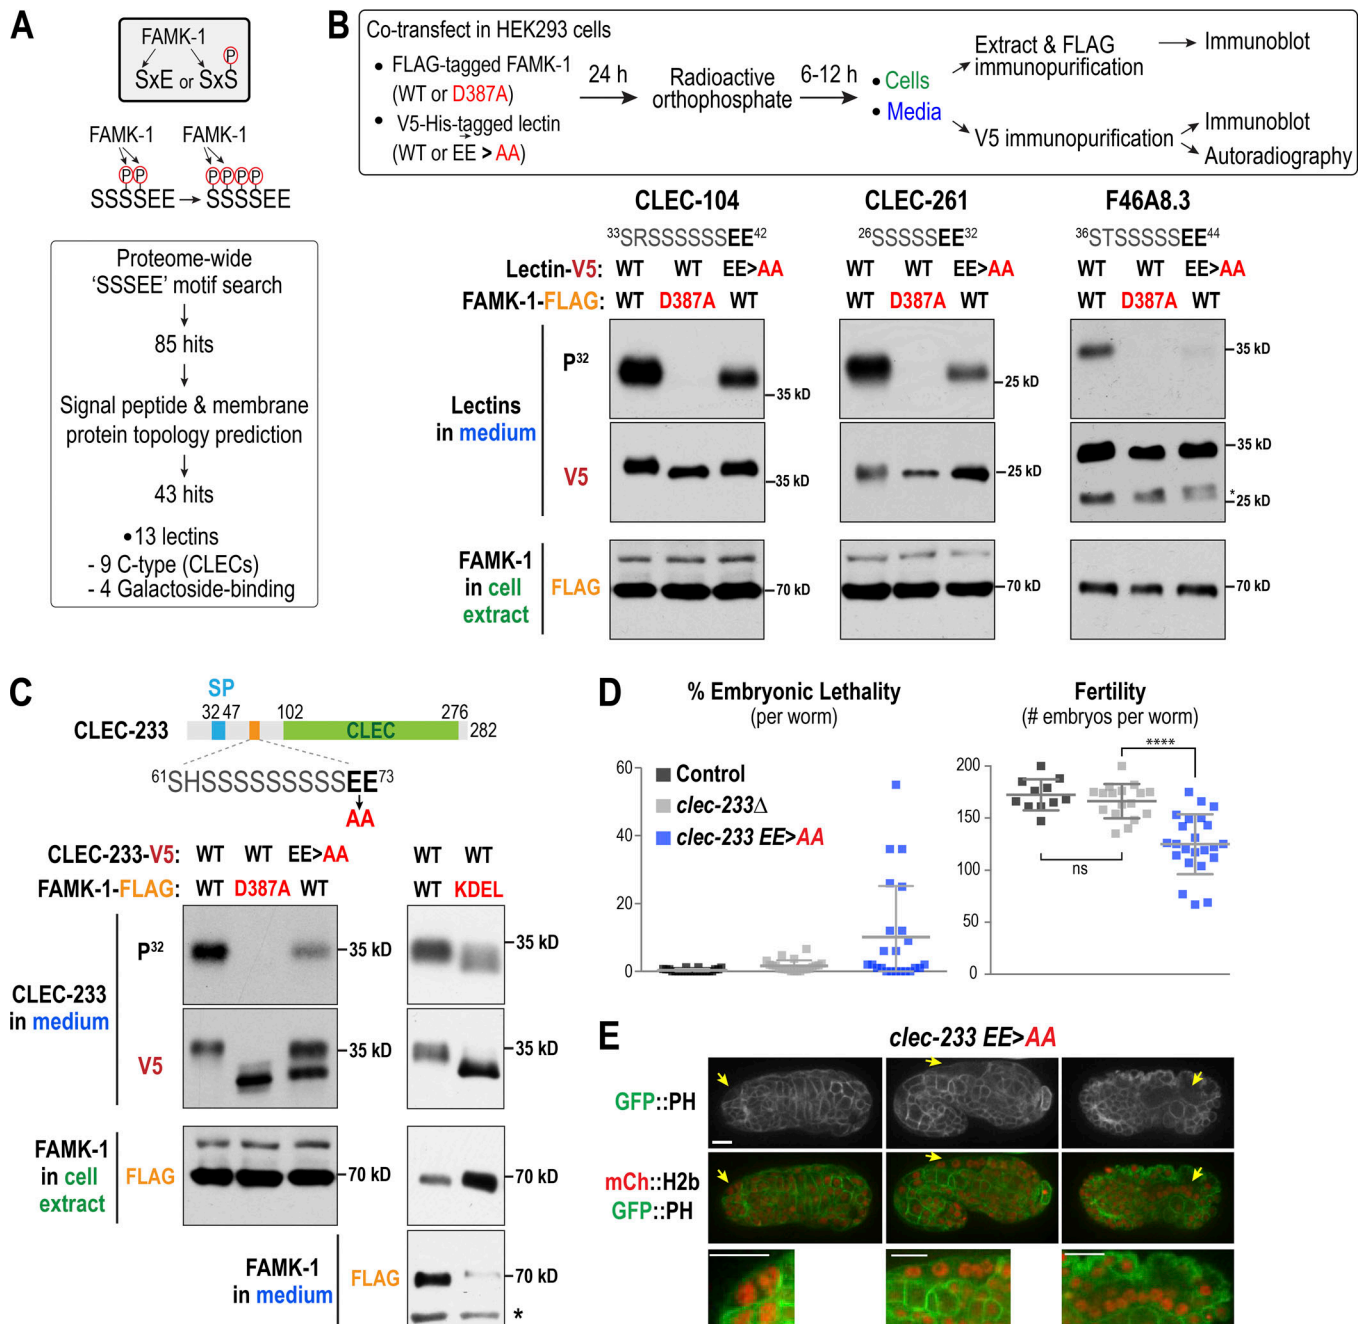 A
FAMK-1
P
SxE or SxS
FAMK-1 FAMK-1
P P P P P P
SSSSEE → SSSSEE
Proteome-wide
'SSSEE' motif search
85 hits
Signal peptide & membrane
protein topology prediction
43 hits
•13 lectins
- 9 C-type (CLECs)
- 4 Galactoside-binding
B
Co-transfect in HEK293 cells
• FLAG-tagged FAMK-1
(WT or D387A)
• V5-His-tagged lectin
(WT or EE > AA)
24 h
Radioactive
orthophosphate
6-12 h
• Cells
• Media
Extract & FLAG
immunopurification
Immunoblot
V5 immunopurification
Immunoblot
Autoradiography
CLEC-104 CLEC-261 F46A8.3
33SRSSSSSSEE42 26SSSSSEE32 36STSSSSSEE44
Lectin-V5: WT WT EE>AA WT WT EE>AA WT WT EE>AA
FAMK-1-FLAG: WT D387A WT WT D387A WT WT D387A WT
Lectins
in medium
P32
35 kD
25 kD
35 kD
V5
35 kD
25 kD
35 kD
*
25 kD
FAMK-1
in cell
extract
FLAG
70 kD
70 kD
70 kD
C
SP
32 47 102 276
CLEC-233 CLEC 282
61SHSSSSSSSSSEE73
AA
CLEC-233-V5: WT WT EE>AA WT WT
FAMK-1-FLAG: WT D387A WT WT KDEL
CLEC-233
in medium
P32
35 kD
35 kD
V5
35 kD
35 kD
FAMK-1
in cell
extract
FLAG
70 kD
70 kD
FAMK-1
in medium
FLAG
70 kD
*
D
% Embryonic Lethality
(per worm)
60
40
20
0
Control
clec-233Δ
clec-233 EE>AA
Fertility
(# embryos per worm)
200
150
100
50
0
****
ns
E
clec-233 EE>AA
GFP::PH
mCh::H2b
GFP::PH